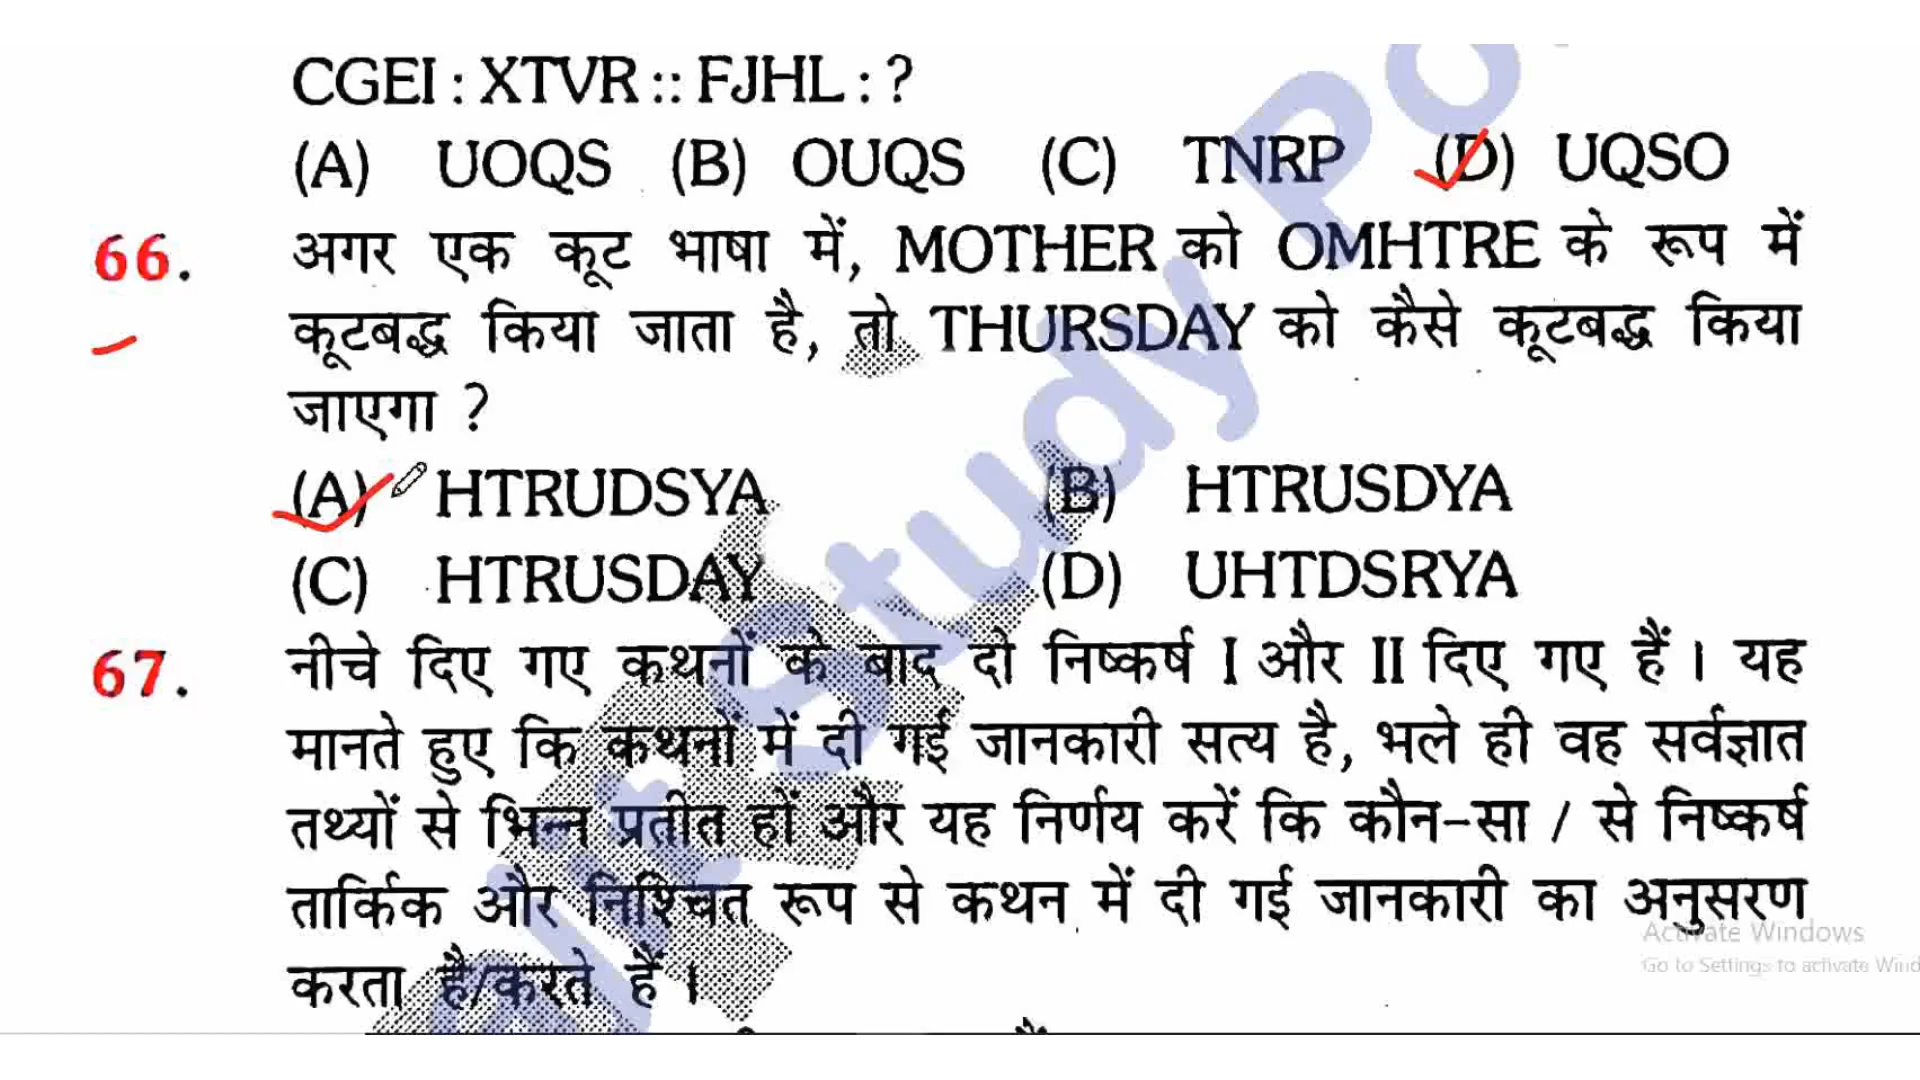 CGEI : XTVR :: FJHL : ?
(A) UOQS (B) OUQS (C) TNRP (D) UQSO
66. अगर एक कूट भाषा में, MOTHER को OMHTRE के रूप में
कूटबद्ध किया जाता है, तो THURSDAY को कैसे कूटबद्ध किया
जाएगा ?
(A) HTRUDSYA (B) HTRUSDYA
(C) HTRUSDAY (D) UHTDSRYA
67. नीचे दिए गए कथनों के बाद दो निष्कर्ष I और II दिए गए हैं । यह
मानते हुए कि कथनों में दी गई जानकारी सत्य है, भले ही वह सर्वज्ञात
तथ्यों से भिन्न प्रतीत हों और यह निर्णय करें कि कौन-सा / से निष्कर्ष
तार्किक और निश्चित रूप से कथन में दी गई जानकारी का अनुसरण
करता है/करते हैं ।
Study
Activate Windows
Go to Settings to activate Wind